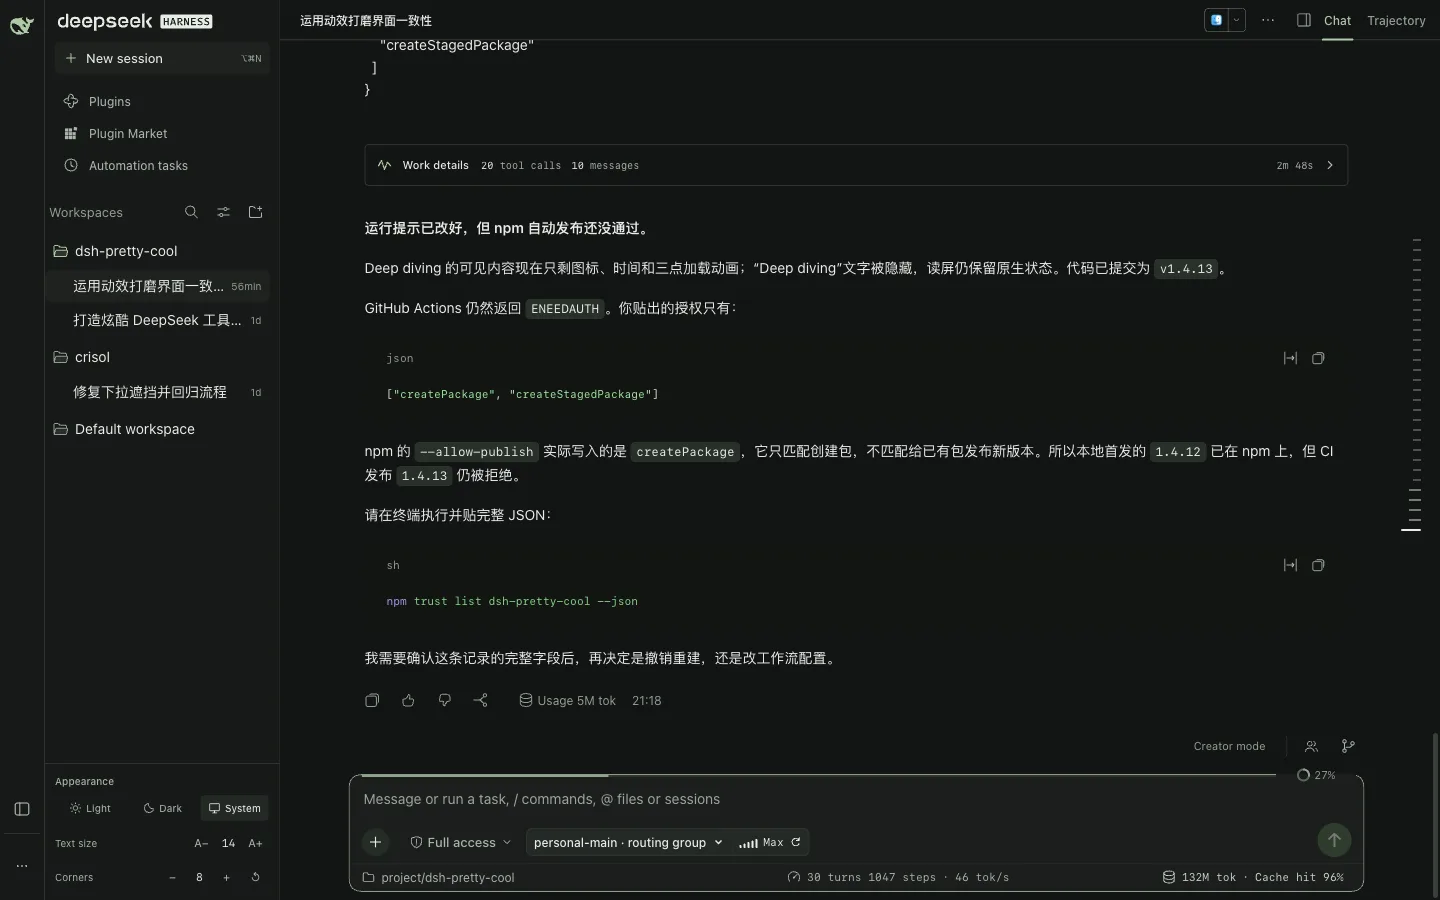 deepseek HARNESS
New session ⌥⌘N
Plugins
Plugin Market
Automation tasks
Workspaces
dsh-pretty-cool
运用动效打磨界面一致... 56min
打造炫酷 DeepSeek 工具... 1d
crisol
修复下拉遮挡并回归流程 1d
Default workspace
Appearance
Light Dark System
Text size A− 14 A+
Corners − 8 +
运用动效打磨界面一致性
Chat Trajectory
"createStagedPackage"
]
}
Work details 20 tool calls 10 messages 2m 48s
运行提示已改好，但 npm 自动发布还没通过。
Deep diving 的可见内容现在只剩图标、时间和三点加载动画；“Deep diving”文字被隐藏，读屏仍保留原生状态。代码已提交为 v1.4.13 。
GitHub Actions 仍然返回 ENEEDAUTH 。你贴出的授权只有：
json
["createPackage", "createStagedPackage"]
npm 的 --allow-publish 实际写入的是 createPackage ，它只匹配创建包，不匹配给已有包发布新版本。所以本地首发的 1.4.12 已在 npm 上，但 CI
发布 1.4.13 仍被拒绝。
请在终端执行并贴完整 JSON：
sh
npm trust list dsh-pretty-cool --json
我需要确认这条记录的完整字段后，再决定是撤销重建，还是改工作流配置。
Usage 5M tok 21:18
Creator mode
27%
Message or run a task, / commands, @ files or sessions
Full access personal-main · routing group Max
project/dsh-pretty-cool 30 turns 1047 steps · 46 tok/s 132M tok · Cache hit 96%